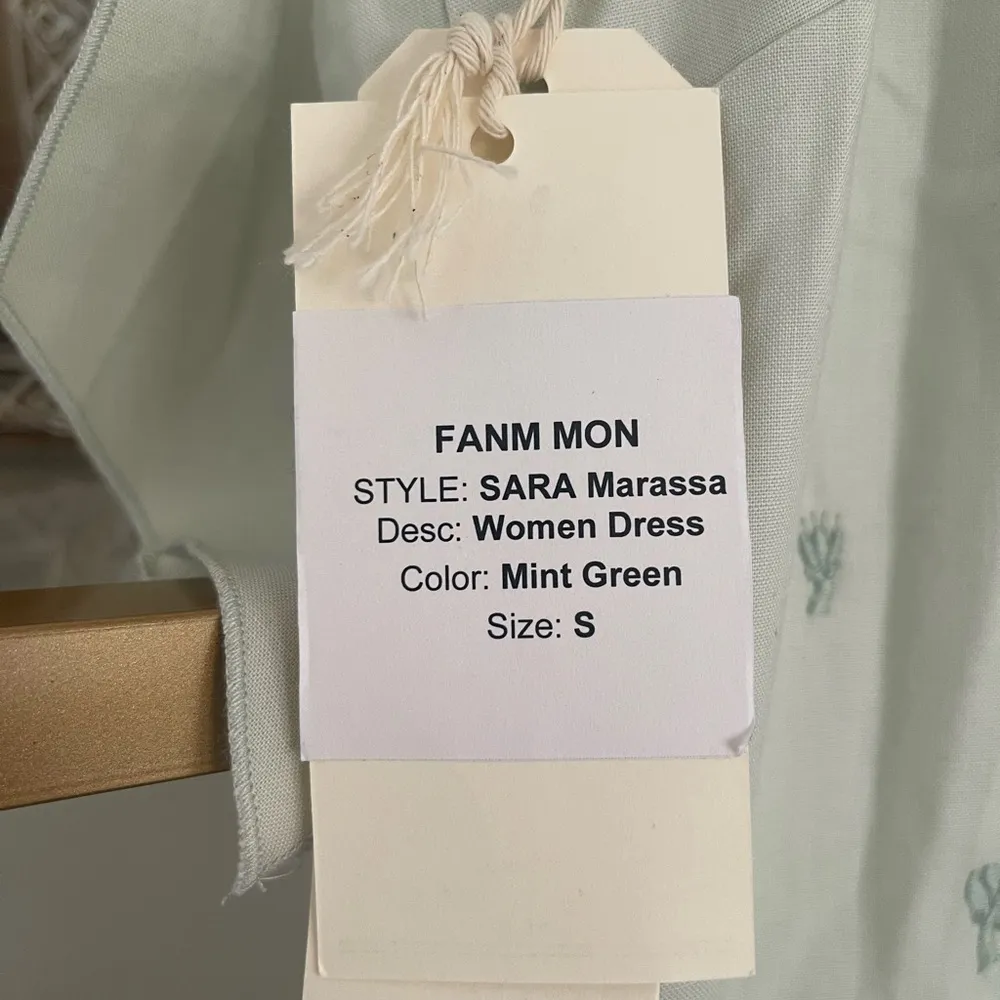 FANM MON
STYLE: SARA Marassa
Desc: Women Dress
Color: Mint Green
Size: S